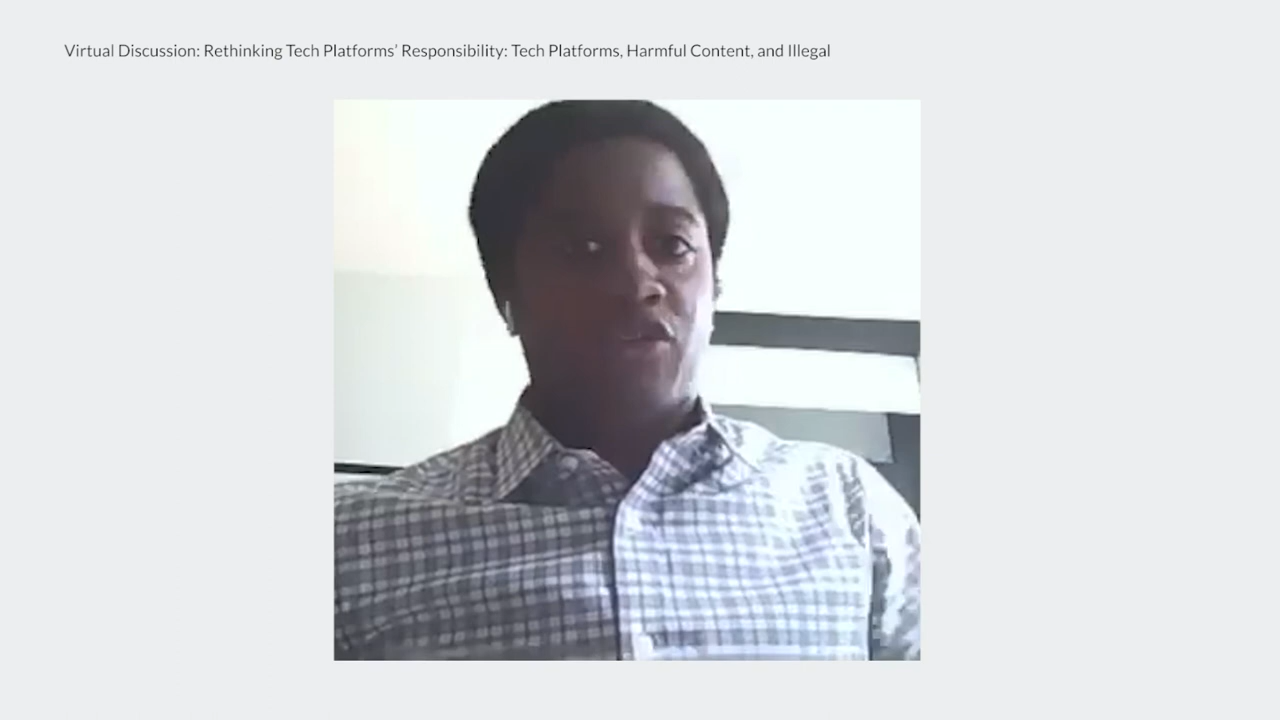 Virtual Discussion: Rethinking Tech Platforms’ Responsibility: Tech Platforms, Harmful Content, and Illegal